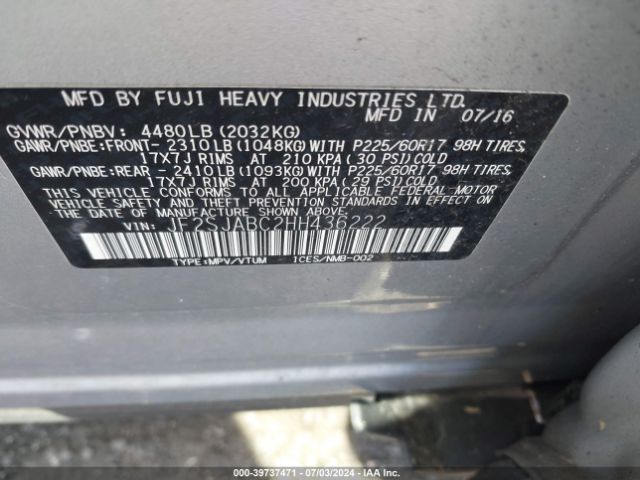 MFD BY FUJI HEAVY INDUSTRIES LTD.
MFD IN 07/16
GVWR/PNBV: 4480LB (2032KG)
GAWR/PNBE:FRONT- 2310LB(1048KG)WITH P225/60R17 98H TIRES,
17X7J RIMS AT 210 KPA (30 PSI)COLD
GAWR/PNBE:REAR - 2410LB(1093KG)WITH P225/60R17 98H TIRES,
17X7J RIMS AT 200 KPA (29 PSI)COLD
THIS VEHICLE CONFORMS TO ALL APPLICABLE FEDERAL MOTOR
VEHICLE SAFETY AND THEFT PREVENTION STANDARDS IN EFFECT
ON THE DATE OF MANUFACTURE SHOWN ABOVE.
VIN: JF2SJABC2HH436222
TYPE:MPV/VTUM ICES/NMB-002
000-39737471 - 07/03/2024 - IAA Inc.